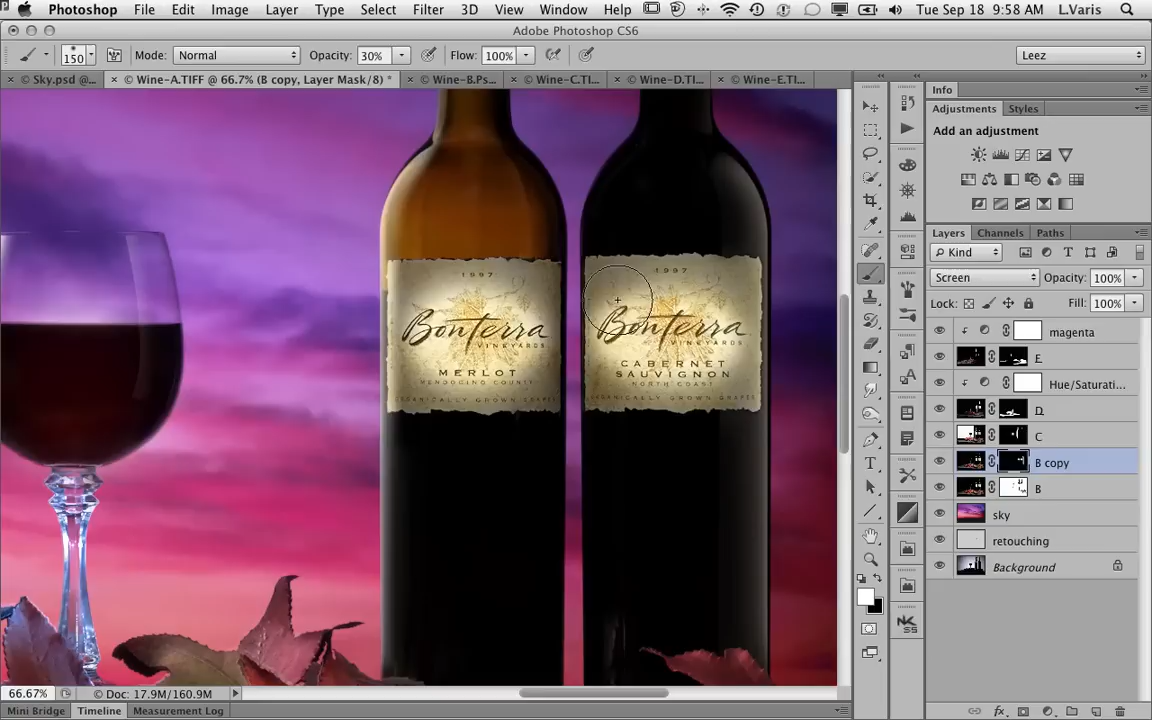 Photoshop File Edit Image Layer Type Select Filter 3D View Window Help Tue Sep 18 9:58 AM L.Varis
Adobe Photoshop CS6
150 Mode: Normal Opacity: 30% Flow: 100% Leez
× © Sky.psd @... × © Wine-A.TIFF @ 66.7% (B copy, Layer Mask/8) * × © Wine-B.Ps... × © Wine-C.TI... × © Wine-D.TI... × © Wine-E.TI...
Info
Adjustments Styles
Add an adjustment
Layers Channels Paths
Kind
Screen Opacity: 100%
Lock: Fill: 100%
magenta
E
Hue/Saturati...
D
C
B copy
B
sky
retouching
Background
1997
Bonterra
VINEYARDS
MERLOT
MENDOCINO COUNTY
ORGANICALLY GROWN GRAPES
1997
Bonterra
VINEYARDS
CABERNET
SAUVIGNON
NORTH COAST
ORGANICALLY GROWN GRAPES
66.67% © Doc: 17.9M/160.9M
Mini Bridge Timeline Measurement Log